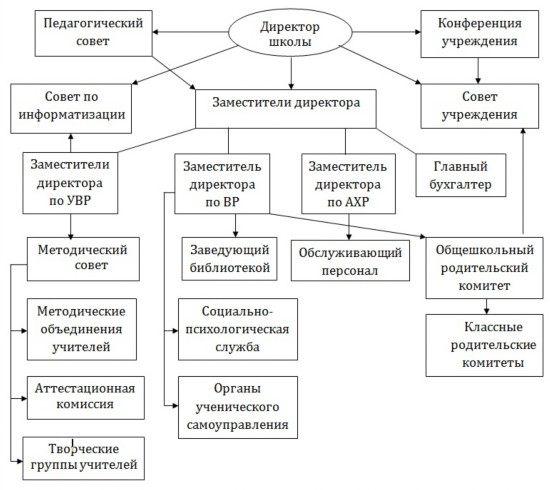 Педагогический
совет
Директор
школы
Конференция
учреждения
Совет по
информатизации
Заместители директора
Совет
учреждения
Заместители
директора
по УВР
Заместитель
директора
по ВР
Заместитель
директора
по АХР
Главный
бухгалтер
Методический
совет
Заведующий
библиотекой
Обслуживающий
персонал
Общешкольный
родительский
комитет
Методические
объединения
учителей
Социально-
психологическая
служба
Классные
родительские
комитеты
Аттестационная
комиссия
Органы
ученического
самоуправления
Творческие
группы учителей